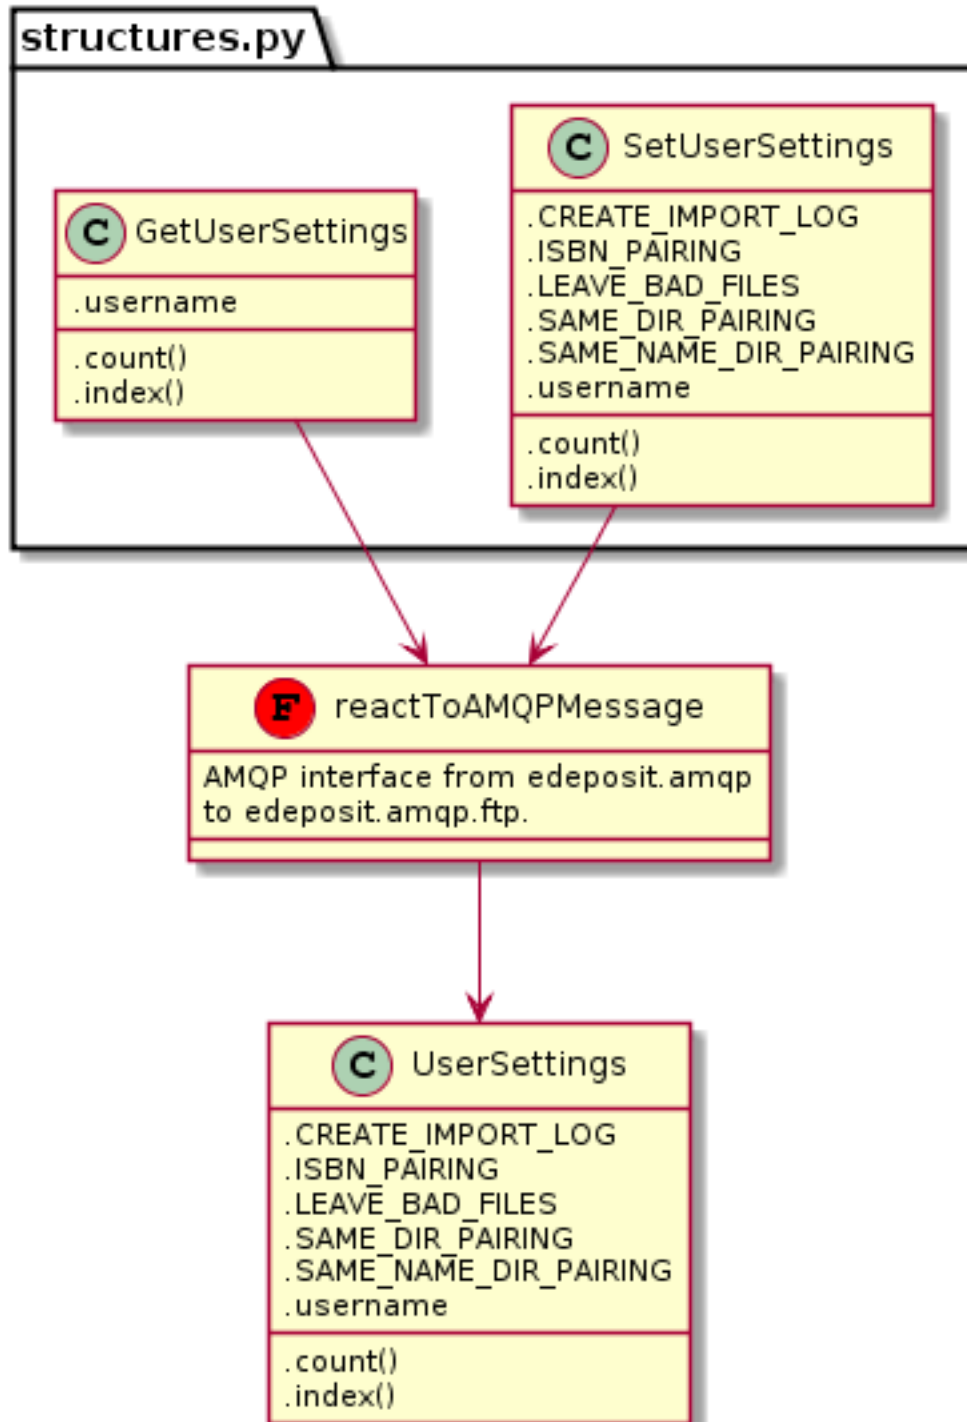 structures.py
C GetUserSettings
.username
.count()
.index()
C SetUserSettings
.CREATE_IMPORT_LOG
.ISBN_PAIRING
.LEAVE_BAD_FILES
.SAME_DIR_PAIRING
.SAME_NAME_DIR_PAIRING
.username
.count()
.index()
F reactToAMQPMessage
AMQP interface from edeposit.amqp
to edeposit.amqp.ftp.
C UserSettings
.CREATE_IMPORT_LOG
.ISBN_PAIRING
.LEAVE_BAD_FILES
.SAME_DIR_PAIRING
.SAME_NAME_DIR_PAIRING
.username
.count()
.index()